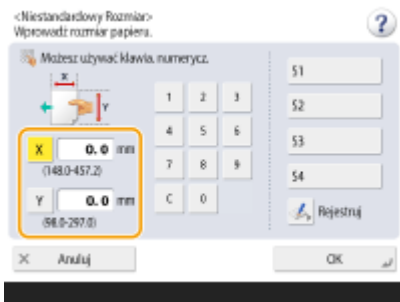 <Niestandardowy Rozmiar>
Wprowadź rozmiar papieru.
?
Możesz używać klawia. numerycz.
X
Y
1 2 3
4 5 6
7 8 9
C 0
X 0. 0 mm
(148.0-457.2)
Y 0. 0 mm
(98.0-297.0)
S1
S2
S3
S4
Rejestruj
× Anuluj
OK